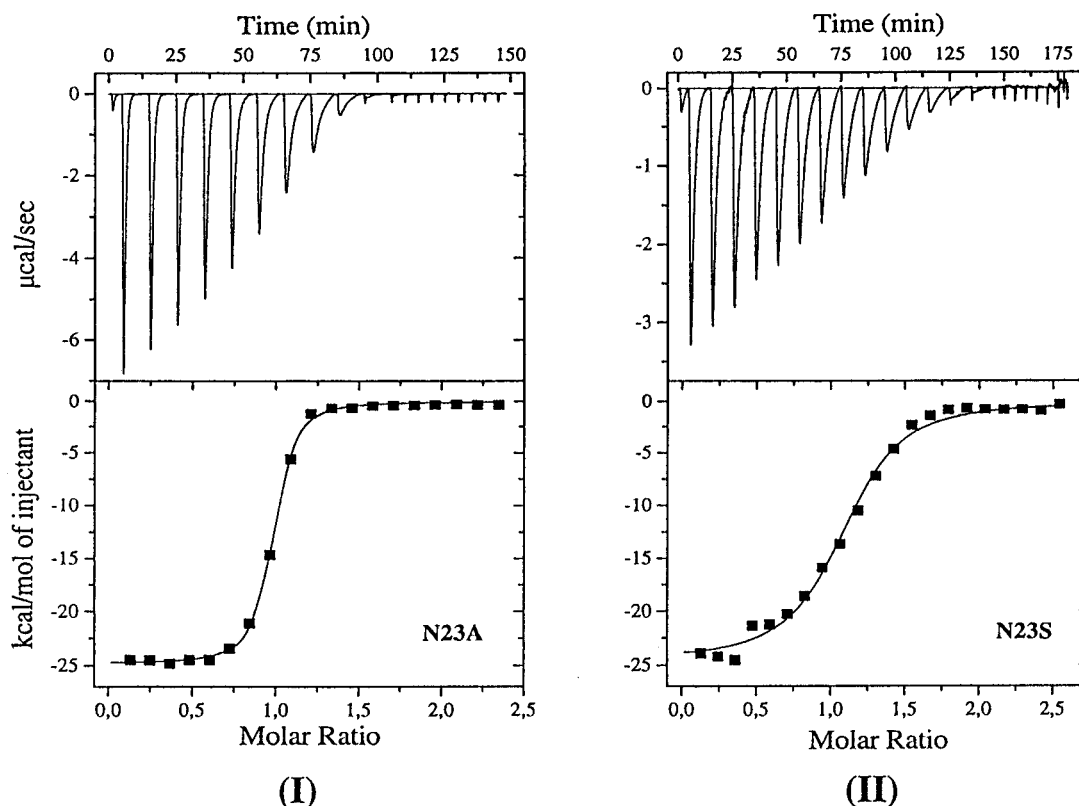 Time (min)
0 25 50 75 100 125 150
0
-2
-4
-6
µcal/sec
0
-5
-10
-15
-20
-25
kcal/mol of injectant
N23A
0,0 0,5 1,0 1,5 2,0 2,5
Molar Ratio
(I)
Time (min)
0 25 50 75 100 125 150 175
0
-1
-2
-3
0
-5
-10
-15
-20
-25
N23S
0,0 0,5 1,0 1,5 2,0 2,5
Molar Ratio
(II)